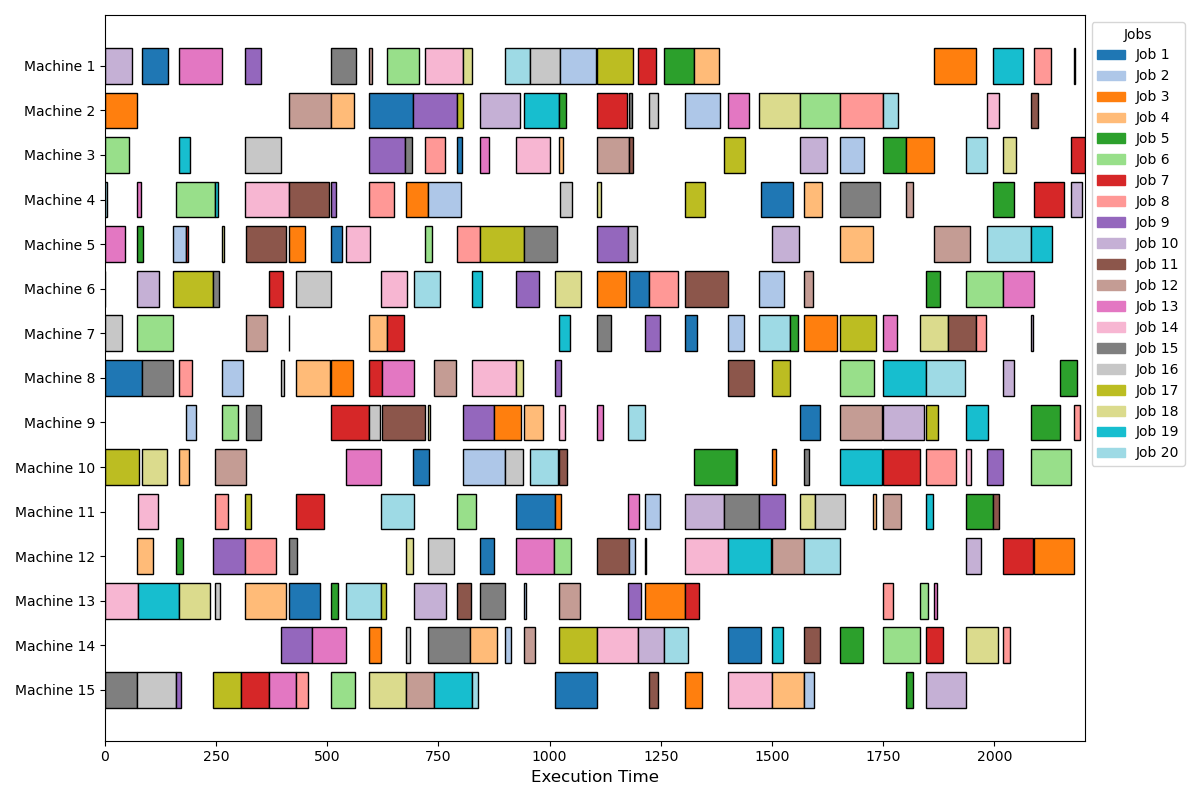 Machine 1
Machine 2
Machine 3
Machine 4
Machine 5
Machine 6
Machine 7
Machine 8
Machine 9
Machine 10
Machine 11
Machine 12
Machine 13
Machine 14
Machine 15
0 250 500 750 1000 1250 1500 1750 2000
Execution Time
Jobs
Job 1
Job 2
Job 3
Job 4
Job 5
Job 6
Job 7
Job 8
Job 9
Job 10
Job 11
Job 12
Job 13
Job 14
Job 15
Job 16
Job 17
Job 18
Job 19
Job 20